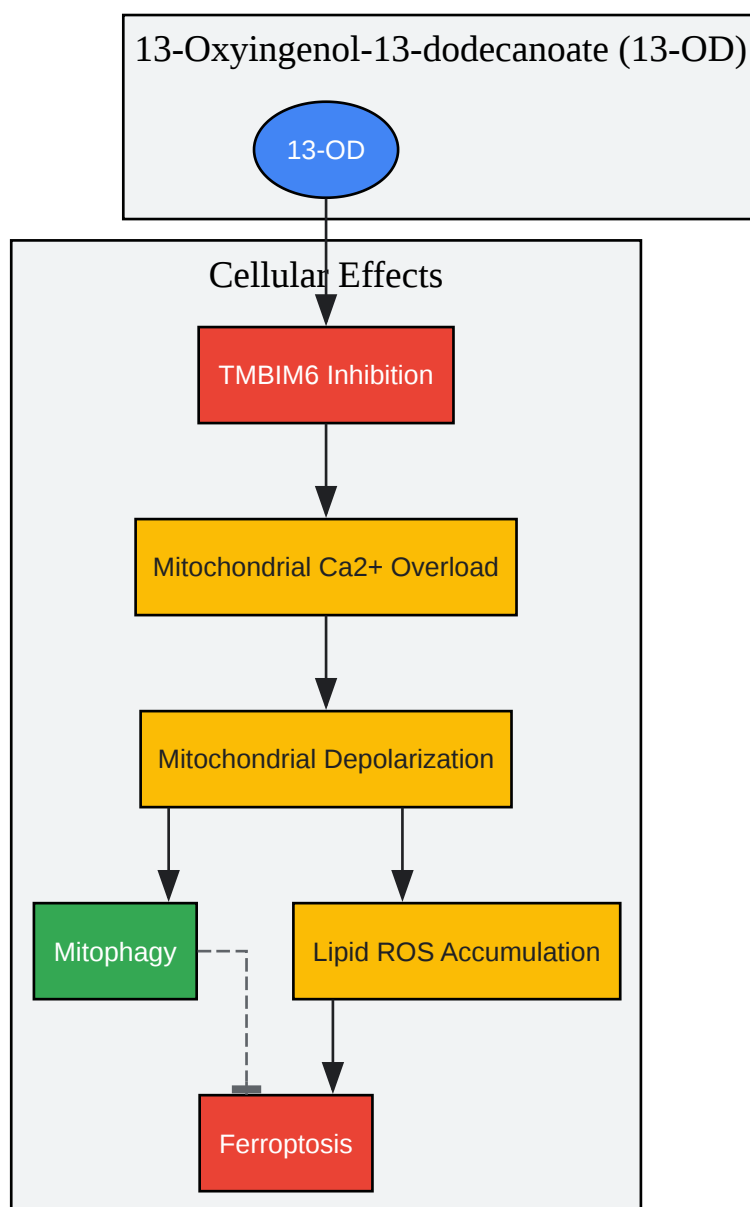 13-Oxyingenol-13-dodecanoate (13-OD)
13-OD
Cellular Effects
TMBIM6 Inhibition
Mitochondrial Ca2+ Overload
Mitochondrial Depolarization
Mitophagy
Lipid ROS Accumulation
Ferroptosis